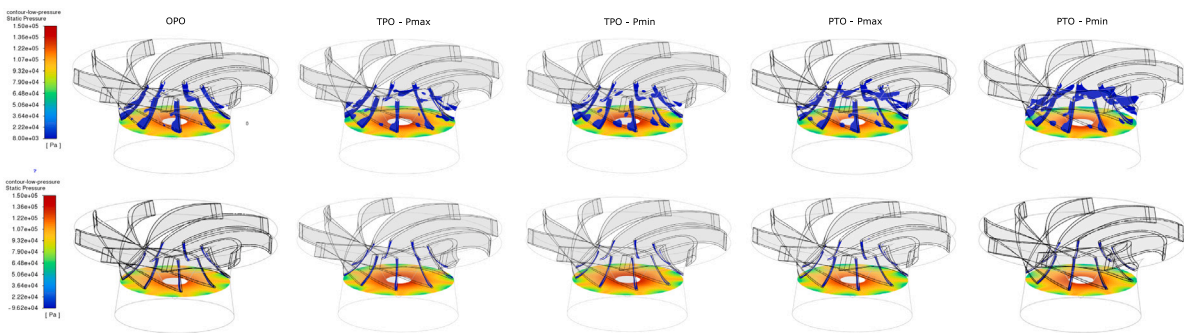 OPO TPO - Pmax TPO - Pmin PTO - Pmax PTO - Pmin
contour-low-pressure
Static Pressure
1.50e+05
1.36e+05
1.22e+05
1.07e+05
9.32e+04
7.90e+04
6.48e+04
5.06e+04
3.64e+04
2.22e+04
8.00e+03
[ Pa ]
contour-low-pressure
Static Pressure
1.50e+05
1.36e+05
1.22e+05
1.07e+05
9.32e+04
7.90e+04
6.48e+04
5.06e+04
3.64e+04
2.22e+04
-9.62e+04
[ Pa ]